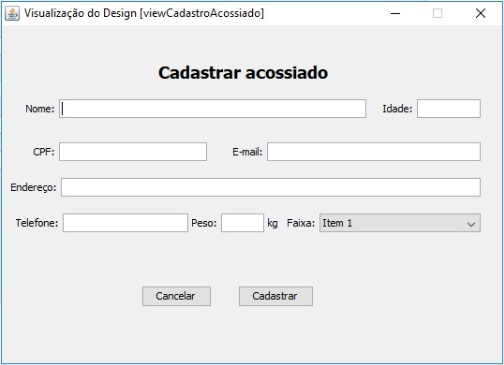 Visualização do Design [viewCadastroAcossiado]
Cadastrar acossiado
Nome: Idade:
CPF: E-mail:
Endereço:
Telefone: Peso: kg Faixa: Item 1
Cancelar Cadastrar